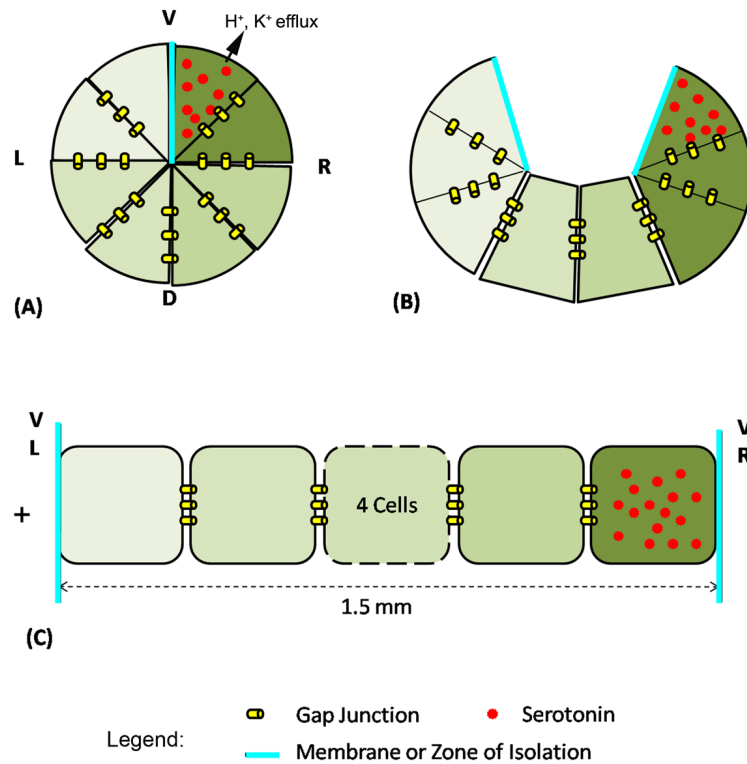 V
H⁺, K⁺ efflux
L
R
D
(A)
(B)
V
L
V
R
+
4 Cells
1.5 mm
(C)
Legend:
Gap Junction
Serotonin
Membrane or Zone of Isolation